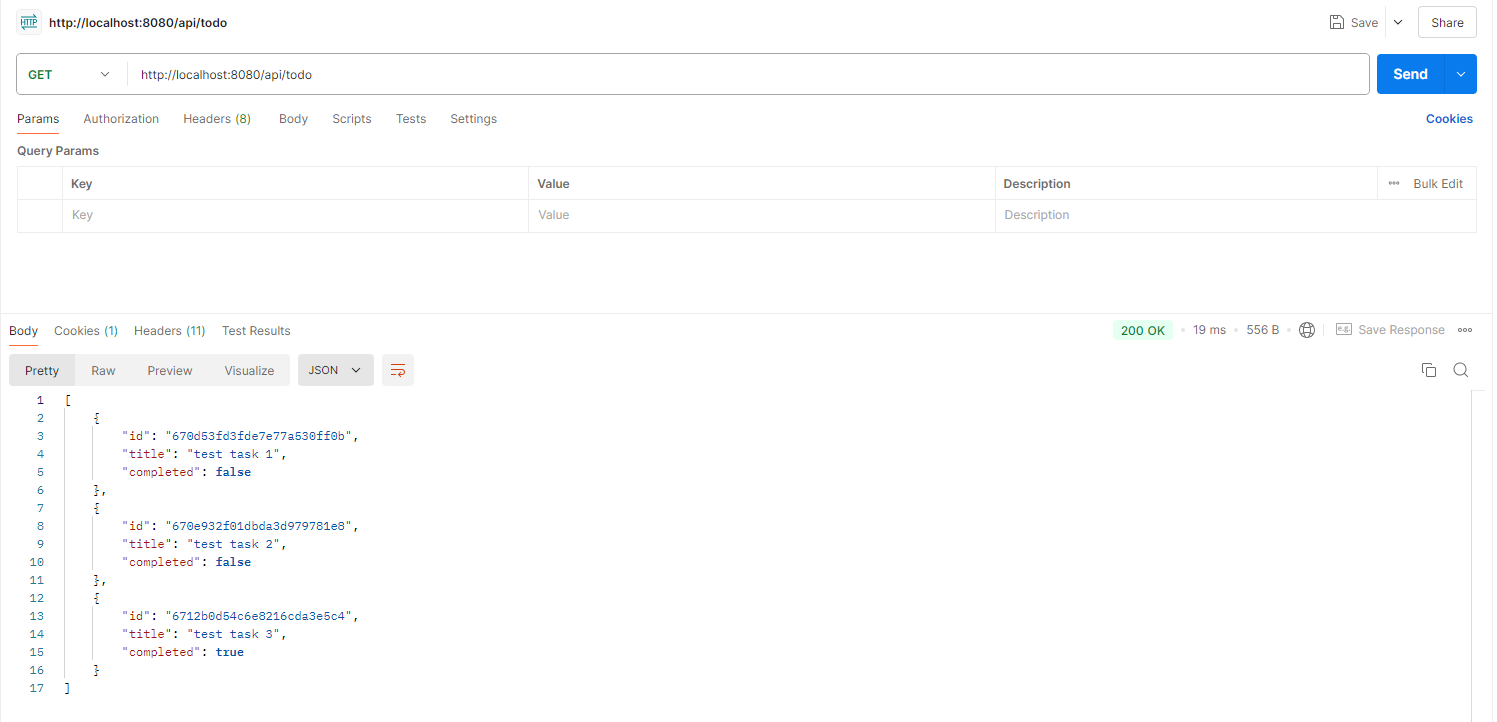 HTTP http://localhost:8080/api/todo Save Share
GET http://localhost:8080/api/todo Send
Params Authorization Headers (8) Body Scripts Tests Settings Cookies
Query Params
Key Value Description Bulk Edit
Key Value Description
Body Cookies (1) Headers (11) Test Results 200 OK 19 ms 556 B e.g. Save Response
Pretty Raw Preview Visualize JSON
1 [
2 {
3 "id": "670d53fd3fde7e77a530ff0b",
4 "title": "test task 1",
5 "completed": false
6 },
7 {
8 "id": "670e932f01dbda3d979781e8",
9 "title": "test task 2",
10 "completed": false
11 },
12 {
13 "id": "6712b0d54c6e8216cda3e5c4",
14 "title": "test task 3",
15 "completed": true
16 }
17 ]